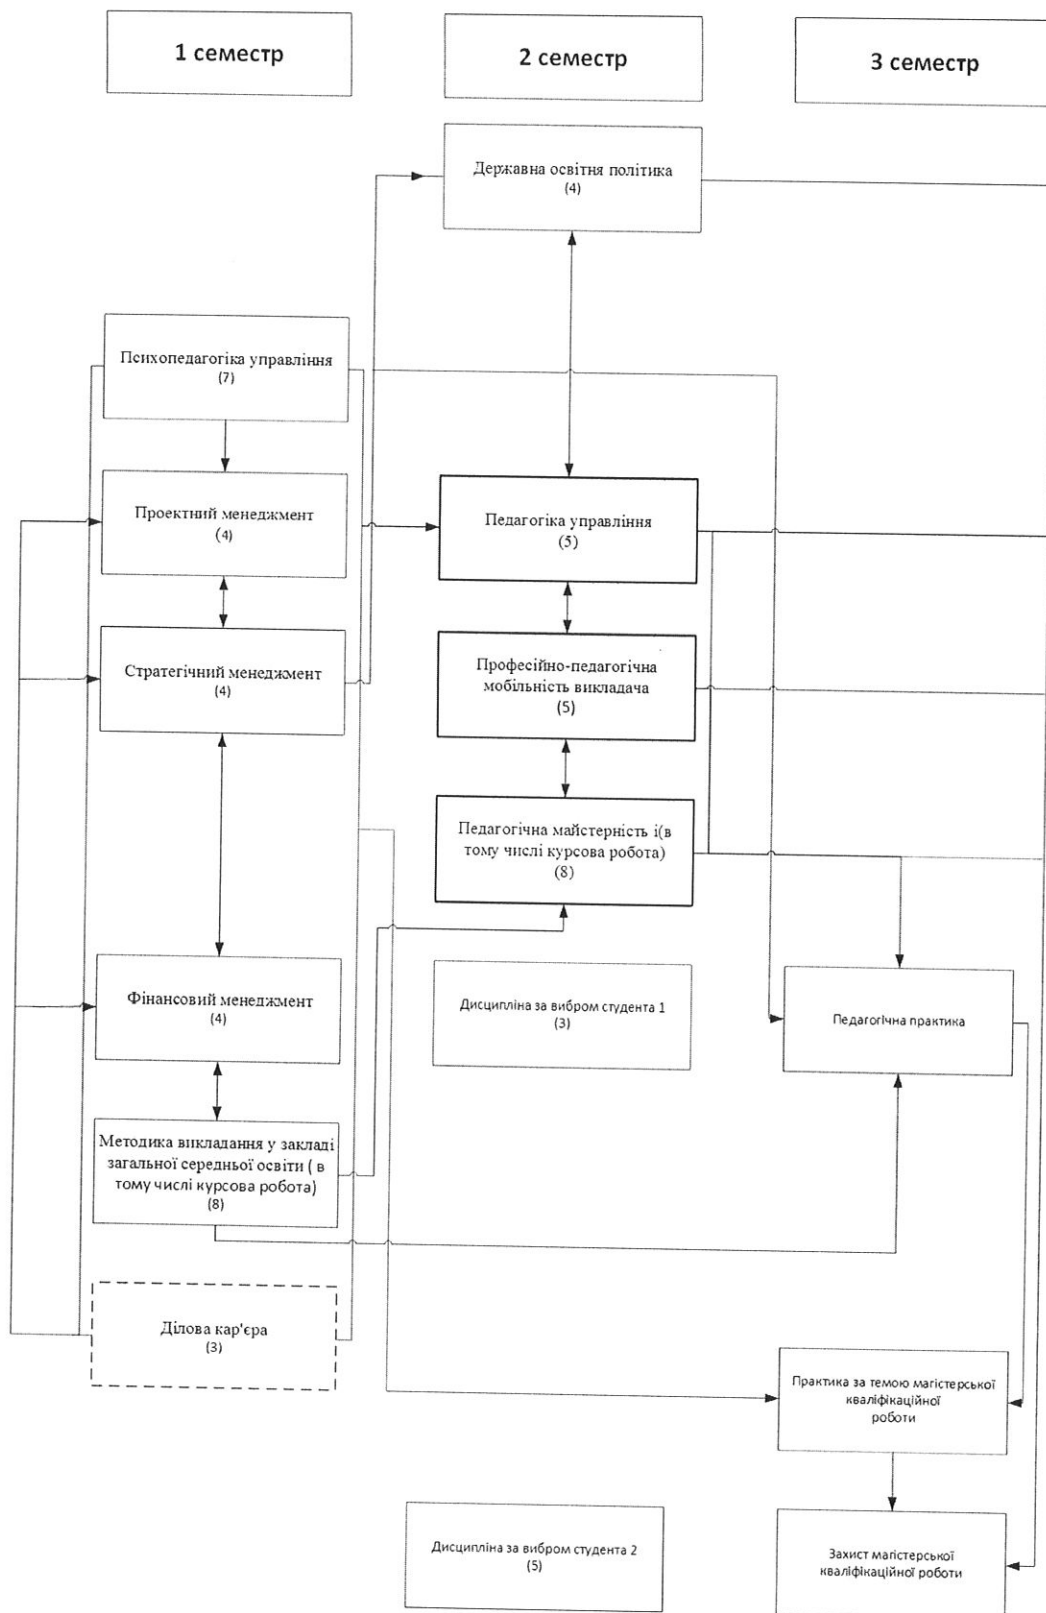 1 семестр
2 семестр
3 семестр
Державна освітня політика
(4)
Психопедагогіка управління
(7)
Проектний менеджмент
(4)
Педагогіка управління
(5)
Стратегічний менеджмент
(4)
Професійно-педагогічна
мобільність викладача
(5)
Педагогічна майстерність і(в
тому числі курсова робота)
(8)
Фінансовий менеджмент
(4)
Дисципліна за вибром студента 1
(3)
Педагогічна практика
Методика викладання у закладі
загальної середньої освіти ( в
тому числі курсова робота)
(8)
Ділова кар'єра
(3)
Практика за темою магістерської
кваліфікаційної
роботи
Дисципліна за вибром студента 2
(5)
Захист магістерської
кваліфікаційної роботи